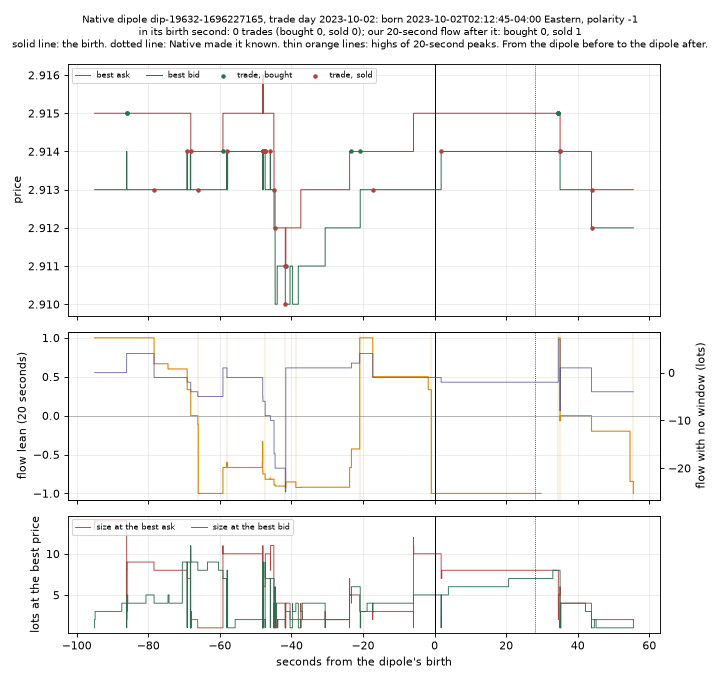 Native dipole dip-19632-1696227165, trade day 2023-10-02: born 2023-10-02T02:12:45-04:00 Eastern, polarity -1
in its birth second: 0 trades (bought 0, sold 0); our 20-second flow after it: bought 0, sold 1
solid line: the birth. dotted line: Native made it known. thin orange lines: highs of 20-second peaks. From the dipole before to the dipole after.
best ask
best bid
trade, bought
trade, sold
2.916
2.915
2.914
2.913
2.912
2.911
2.910
price
1.0
0.5
0.0
−0.5
−1.0
flow lean (20 seconds)
0
−10
−20
flow with no window (lots)
size at the best ask
size at the best bid
10
5
lots at the best price
−100
−80
−60
−40
−20
0
20
40
60
seconds from the dipole's birth